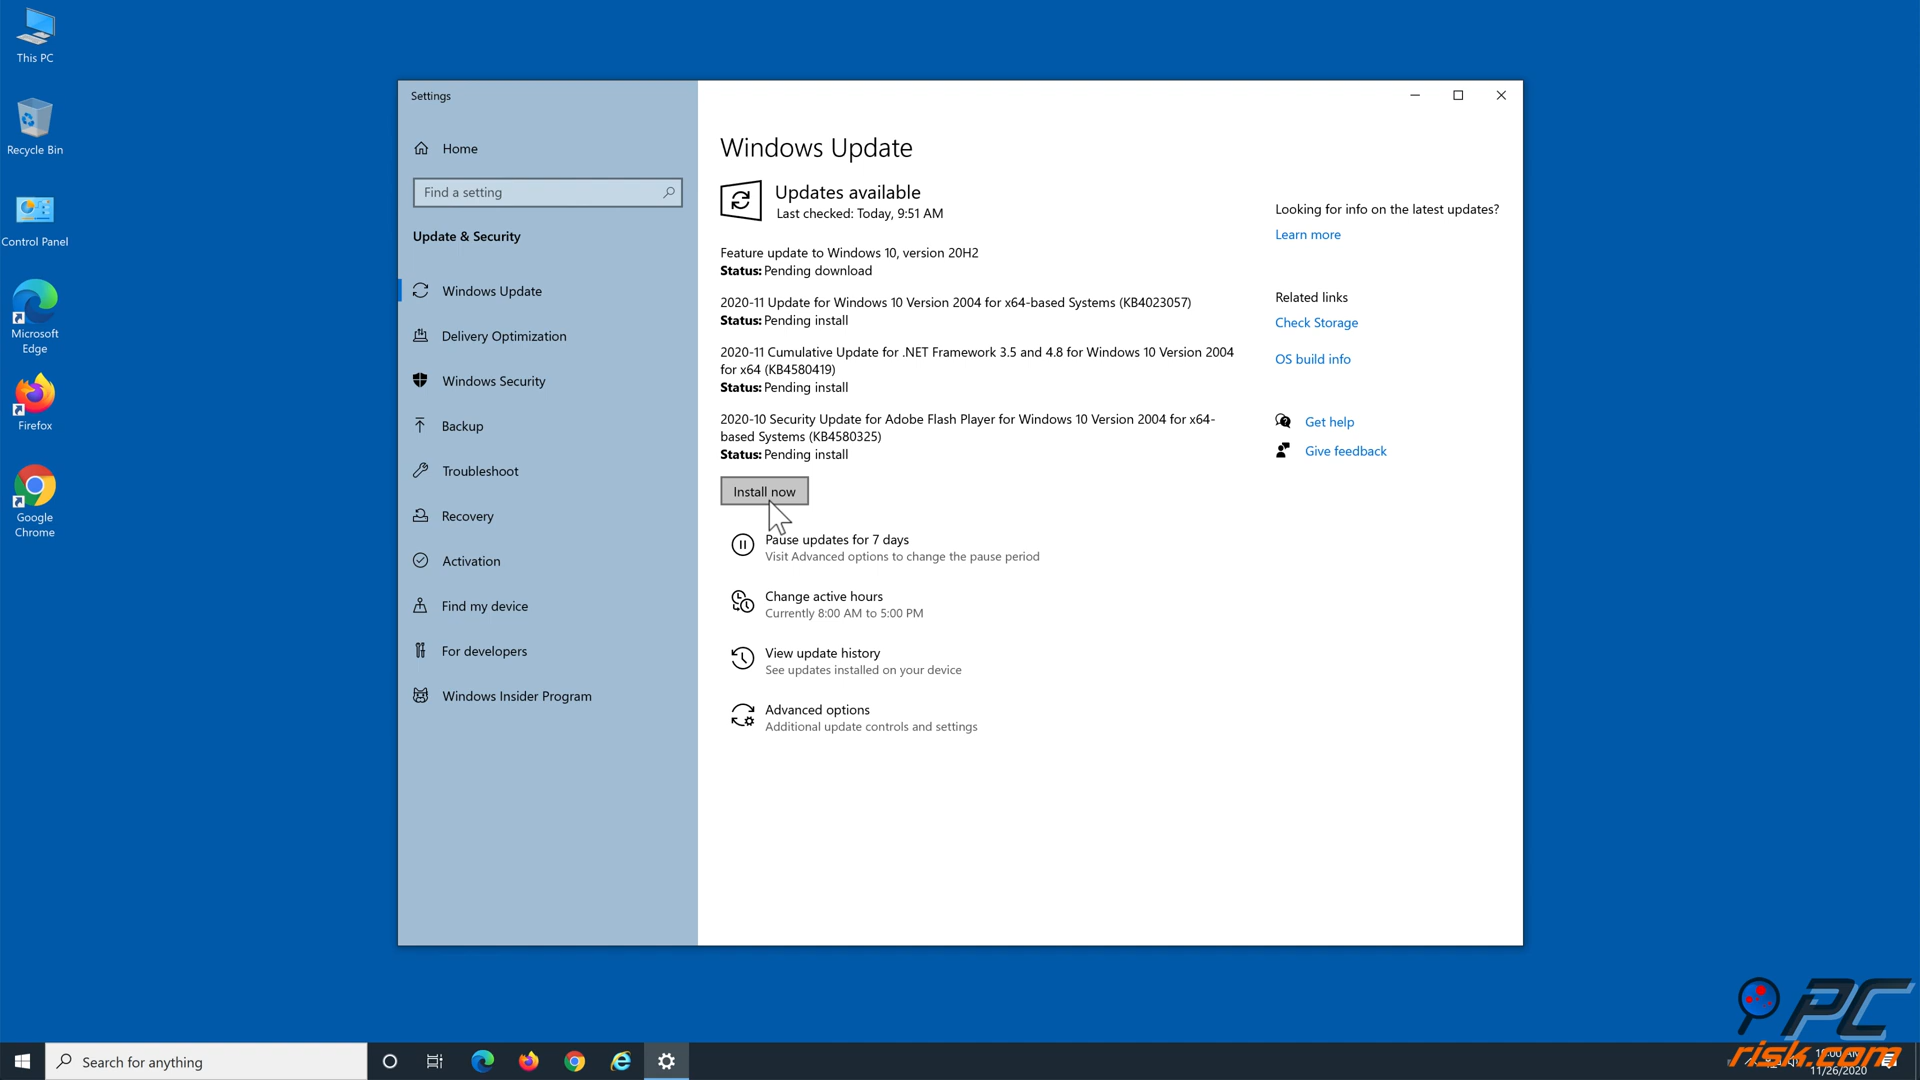 This PC
Recycle Bin
Control Panel
Microsoft
Edge
Firefox
Google
Chrome
Settings
Home
Find a setting
Update & Security
Windows Update
Delivery Optimization
Windows Security
Backup
Troubleshoot
Recovery
Activation
Find my device
For developers
Windows Insider Program
Windows Update
Updates available
Last checked: Today, 9:51 AM
Feature update to Windows 10, version 20H2
Status: Pending download
2020-11 Update for Windows 10 Version 2004 for x64-based Systems (KB4023057)
Status: Pending install
2020-11 Cumulative Update for .NET Framework 3.5 and 4.8 for Windows 10 Version 2004
for x64 (KB4580419)
Status: Pending install
2020-10 Security Update for Adobe Flash Player for Windows 10 Version 2004 for x64-
based Systems (KB4580325)
Status: Pending install
Install now
Pause updates for 7 days
Visit Advanced options to change the pause period
Change active hours
Currently 8:00 AM to 5:00 PM
View update history
See updates installed on your device
Advanced options
Additional update controls and settings
Looking for info on the latest updates?
Learn more
Related links
Check Storage
OS build info
Get help
Give feedback
Search for anything
PC
risk.com
11/26/2020